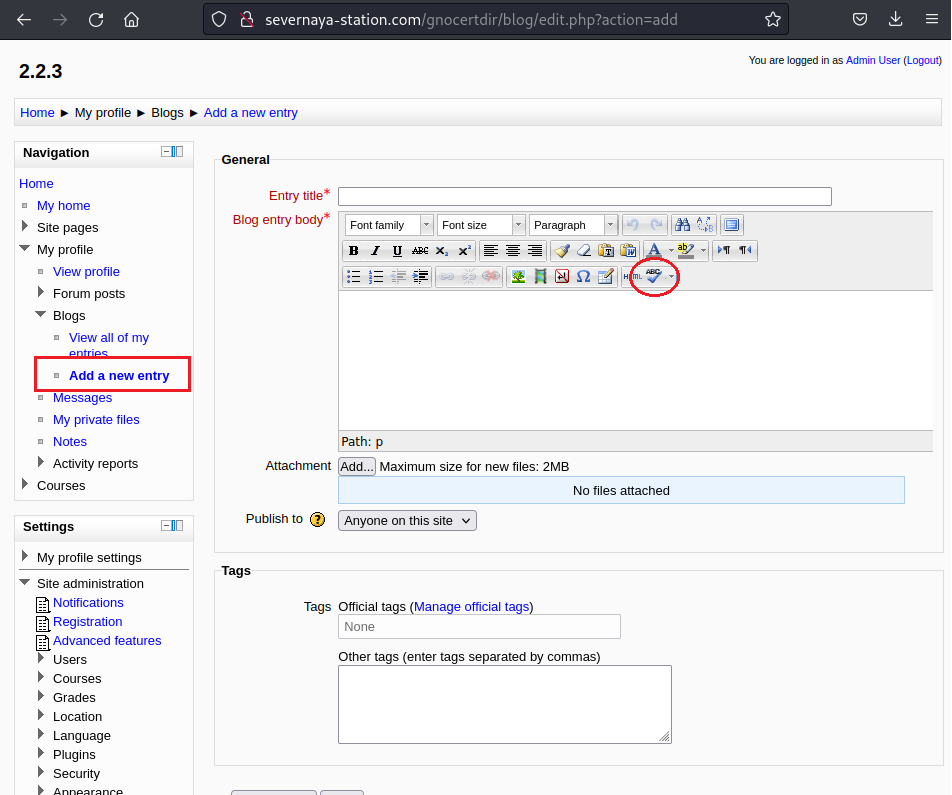 severnaya-station.com/gnocertdir/blog/edit.php?action=add
2.2.3
You are logged in as Admin User (Logout)
Home ► My profile ► Blogs ► Add a new entry
Navigation
Home
My home
Site pages
My profile
View profile
Forum posts
Blogs
View all of my
entries
Add a new entry
Messages
My private files
Notes
Activity reports
Courses
Settings
My profile settings
Site administration
Notifications
Registration
Advanced features
Users
Courses
Grades
Location
Language
Plugins
Security
Appearance
General
Entry title*
Blog entry body*
Font family Font size Paragraph
B I U ABC x₂ x² A ab
HTML ABC
Path: p
Attachment Add... Maximum size for new files: 2MB
No files attached
Publish to ? Anyone on this site
Tags
Tags Official tags (Manage official tags)
None
Other tags (enter tags separated by commas)